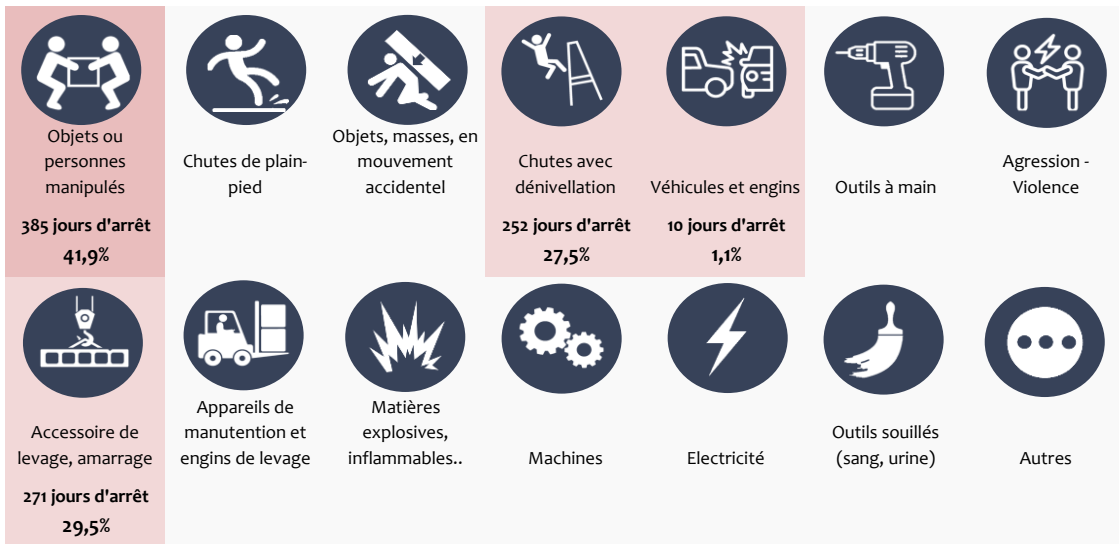 Objets ou
personnes
manipulés
385 jours d'arrêt
41,9%
Chutes de plain-
pied
Objets, masses, en
mouvement
accidentel
Chutes avec
dénivellation
252 jours d'arrêt
27,5%
Véhicules et engins
10 jours d'arrêt
1,1%
Outils à main
Agression -
Violence
Accessoire de
levage, amarrage
271 jours d'arrêt
29,5%
Appareils de
manutention et
engins de levage
Matières
explosives,
inflammables..
Machines
Electricité
Outils souillés
(sang, urine)
Autres